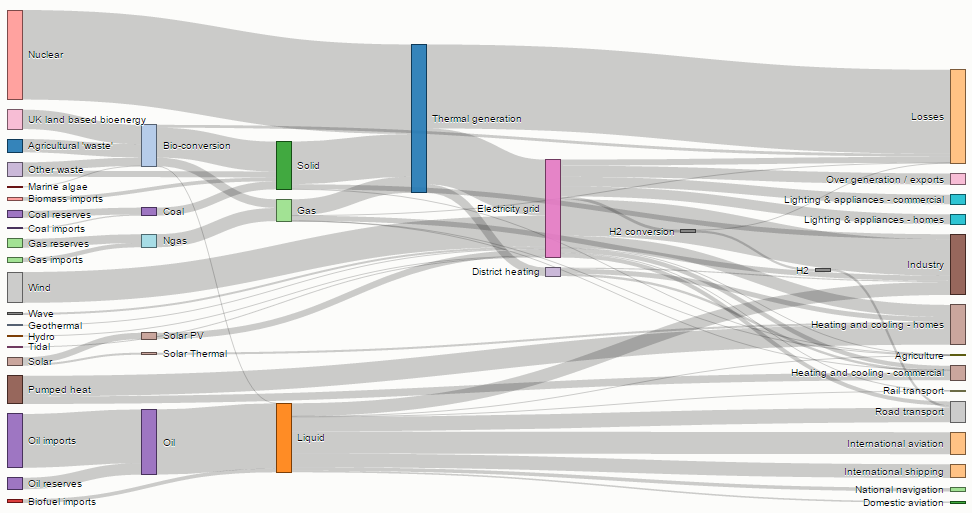 Nuclear
UK land based bioenergy
Agricultural 'waste'
Other waste
Marine algae
Biomass imports
Coal reserves
Coal imports
Gas reserves
Gas imports
Wind
Wave
Geothermal
Hydro
Tidal
Solar
Pumped heat
Oil imports
Oil reserves
Biofuel imports
Bio-conversion
Coal
Ngas
Solar PV
Solar Thermal
Oil
Solid
Gas
Liquid
Thermal generation
Electricity grid
District heating
H2 conversion
H2
Losses
Over generation / exports
Lighting & appliances - commercial
Lighting & appliances - homes
Industry
Heating and cooling - homes
Agriculture
Heating and cooling - commercial
Rail transport
Road transport
International aviation
International shipping
National navigation
Domestic aviation